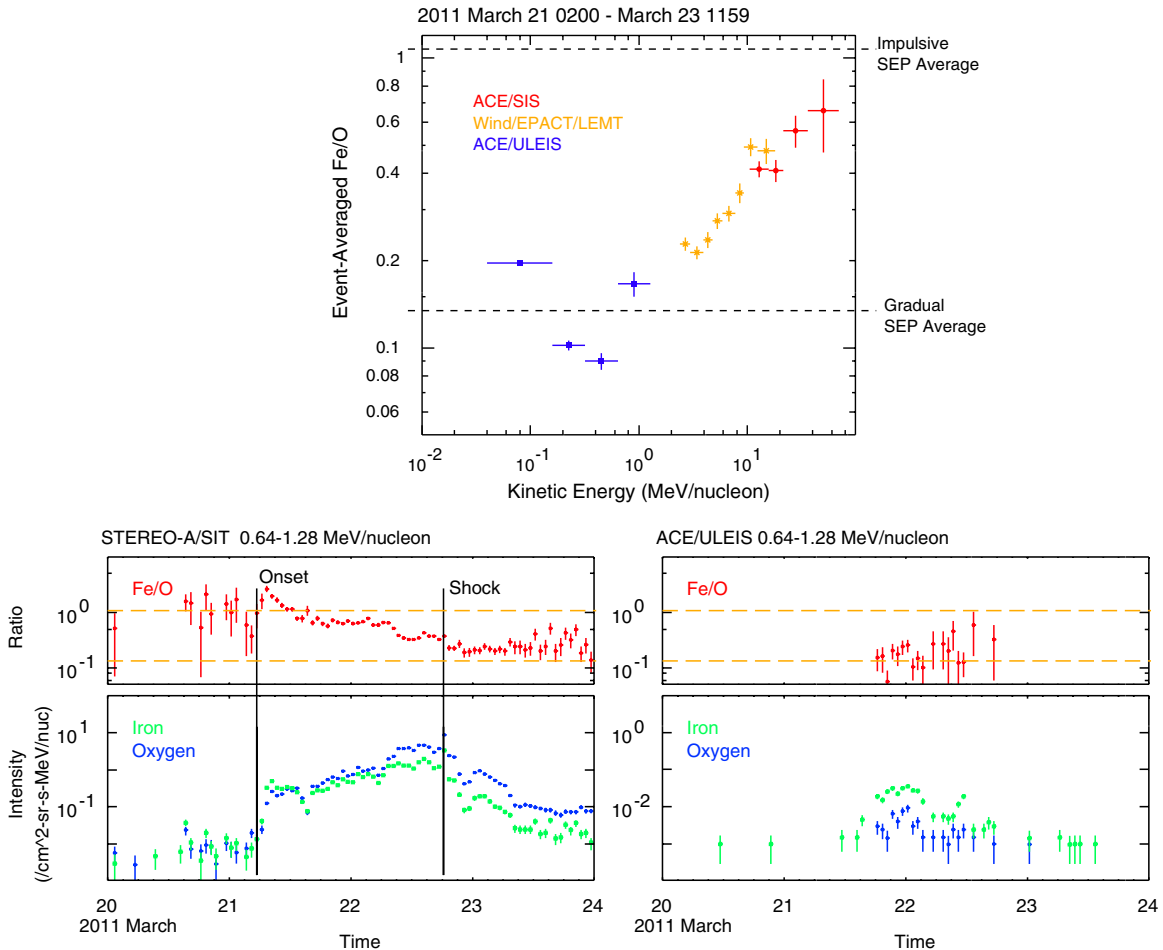 2011 March 21 0200 - March 23 1159
Impulsive
SEP Average
ACE/SIS
Wind/EPACT/LEMT
ACE/ULEIS
Event-Averaged Fe/O
1
0.8
0.6
0.4
0.2
0.1
0.08
0.06
Gradual
SEP Average
10^-2
10^-1
10^0
10^1
Kinetic Energy (MeV/nucleon)
STEREO-A/SIT 0.64-1.28 MeV/nucleon
Fe/O
Onset
Shock
Ratio
10^0
10^-1
Iron
Oxygen
Intensity
(/cm^2-sr-s-MeV/nuc)
10^1
10^-1
20
21
22
23
24
2011 March
Time
ACE/ULEIS 0.64-1.28 MeV/nucleon
Fe/O
10^0
10^-1
Iron
Oxygen
10^0
10^-2
20
21
22
23
24
2011 March
Time